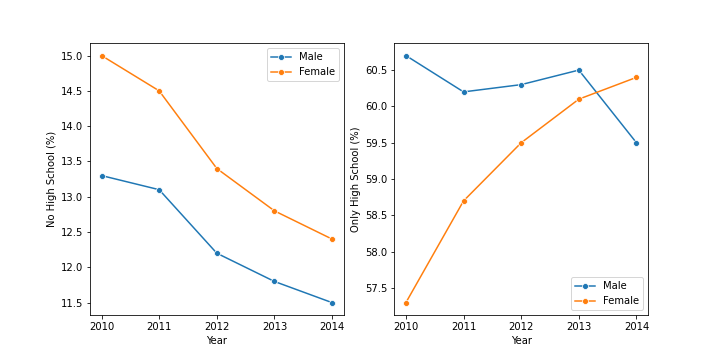 No High School (%)
15.0
14.5
14.0
13.5
13.0
12.5
12.0
11.5
2010 2011 2012 2013 2014
Year
Male
Female
Only High School (%)
60.5
60.0
59.5
59.0
58.5
58.0
57.5
2010 2011 2012 2013 2014
Year
Male
Female